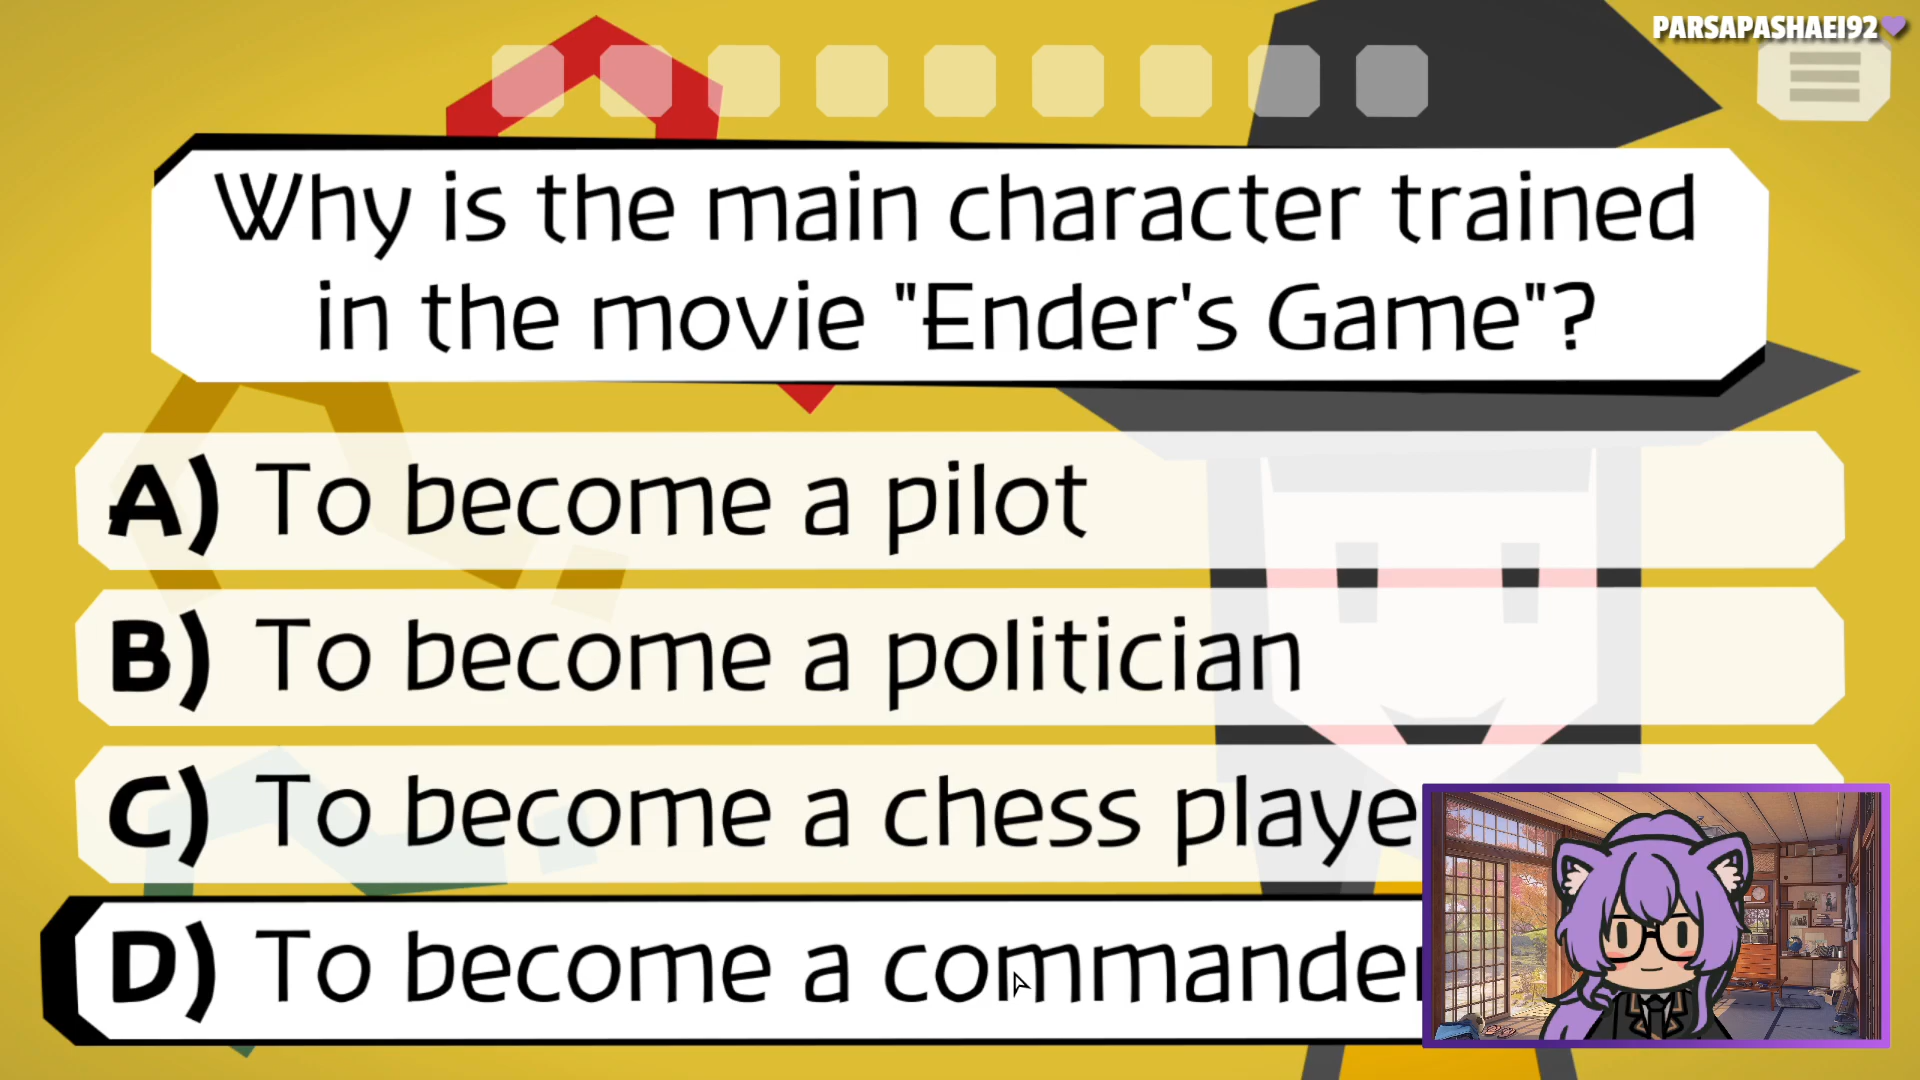 PARSAPASHAEI92
Why is the main character trained
in the movie "Ender's Game"?
A) To become a pilot
B) To become a politician
C) To become a chess playe
D) To become a commander